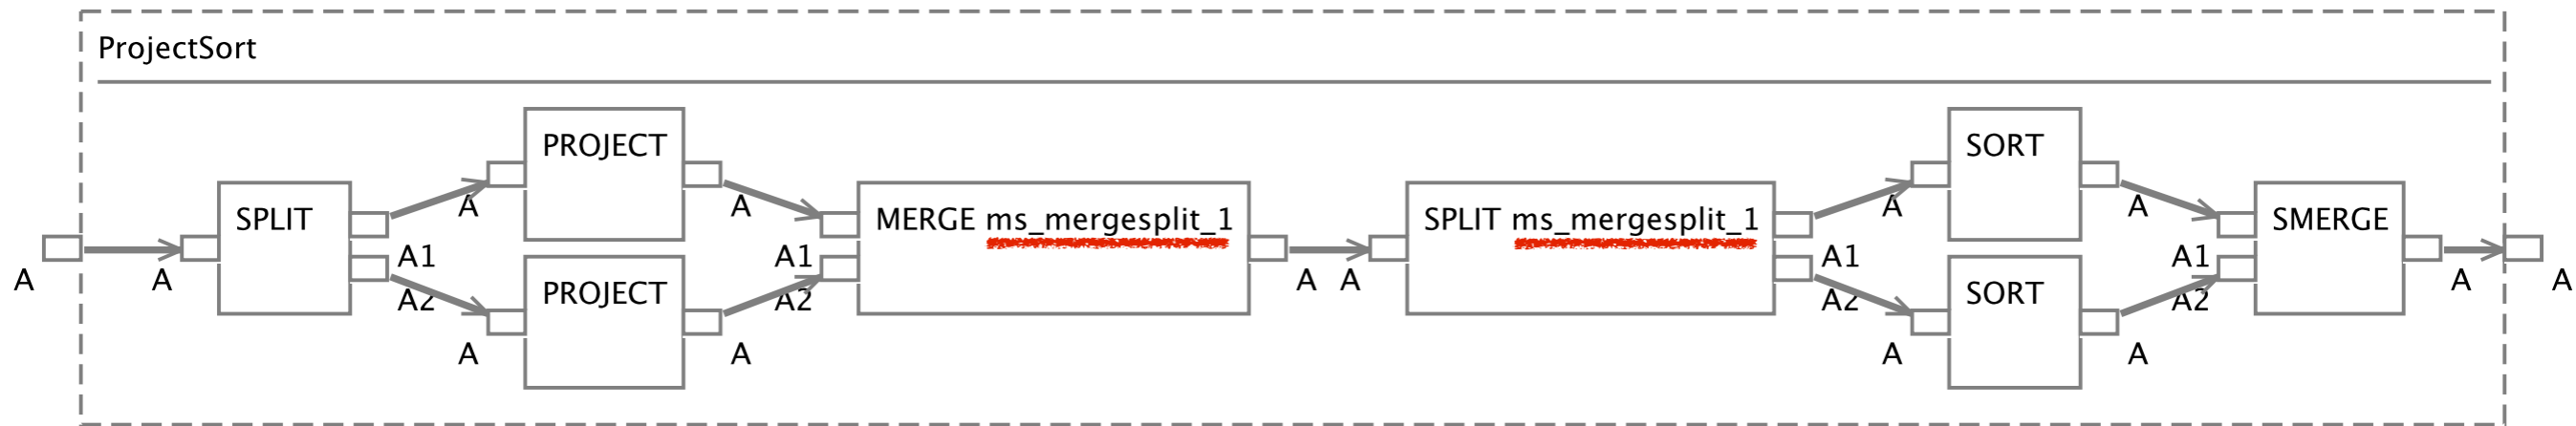 ProjectSort
PROJECT SORT
SPLIT A A MERGE ms_mergesplit_1 SPLIT ms_mergesplit_1 A A SMERGE
A A A1 PROJECT A1 A A A1 SORT A1 A A
A2 A2 A2 A2
A A A A